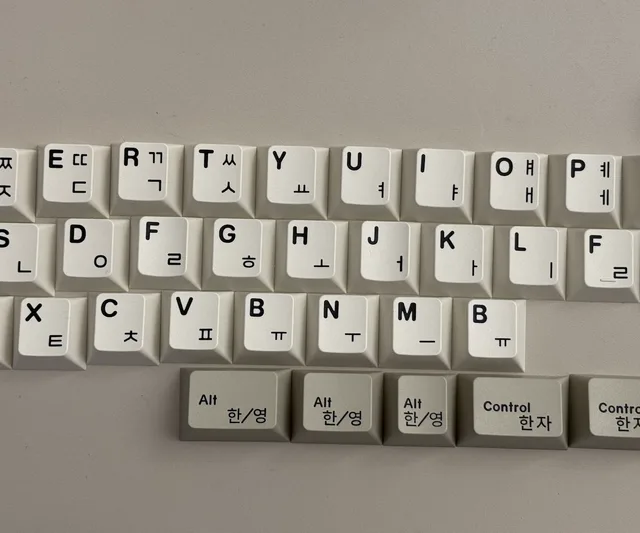 ㅉ E ㄸ R ㄲ T ㅆ Y U I O ㅒ P ㅖ
ㅈ ㄷ ㄱ ㅅ ㅛ ㅕ ㅑ ㅐ ㅔ
S D F G H J K L F
ㄴ ㅇ ㄹ ㅎ ㅗ ㅓ ㅏ ㅣ ㄹ
X C V B N M B
ㅌ ㅊ ㅍ ㅠ ㅜ ㅡ ㅠ
Alt Alt Alt Control Contro
한/영 한/영 한/영 한자 한자